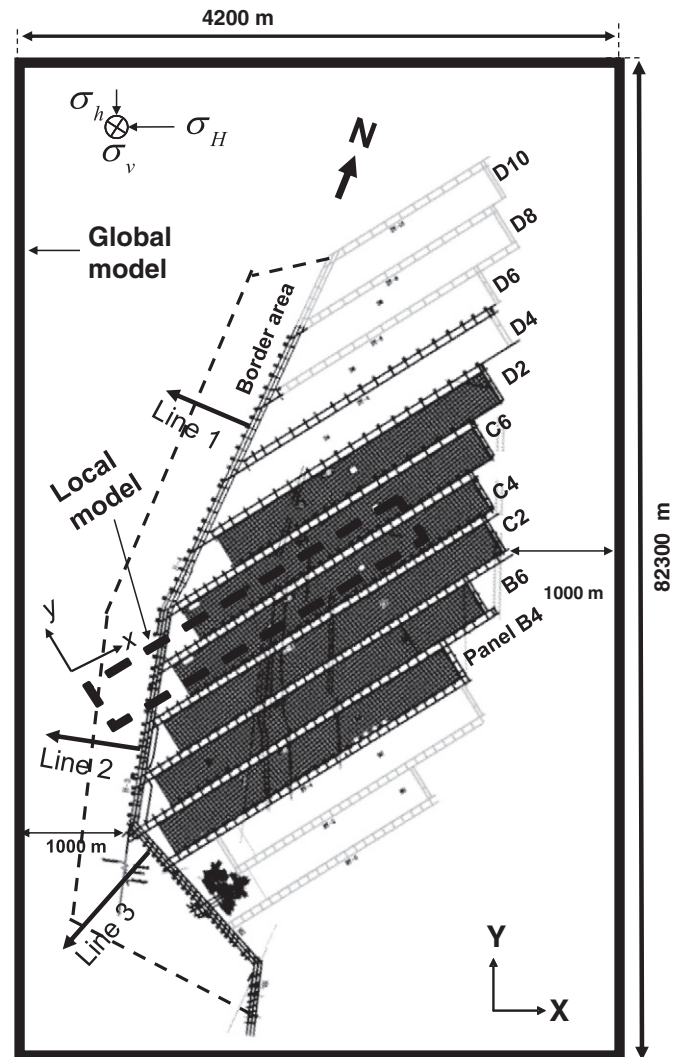 4200 m
σh
σH
σv
N
Global
model
D10
D8
D6
D4
D2
C6
C4
C2
B6
Panel B4
Border area
Line 1
Local
model
y
x
1000 m
82300 m
Line 2
1000 m
Line 3
Y
X